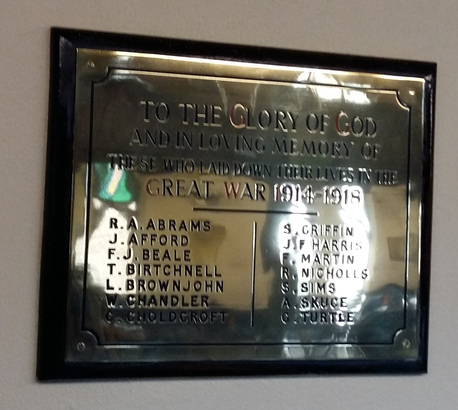 TO THE GLORY OF GOD
AND IN LOVING MEMORY OF
THESE WHO LAID DOWN THEIR LIVES IN THE
GREAT WAR 1914-1918
R. A. ABRAMS
J. AFFORD
F. J. BEALE
T. BIRTCHNELL
L. BROWNJOHN
W. CHANDLER
C. CHOLDCROFT
S. GRIFFIN
J. F HARRIS
F. MARTIN
R. NICHOLLS
S. SIMS
A. SKUCE
C. TURTLE